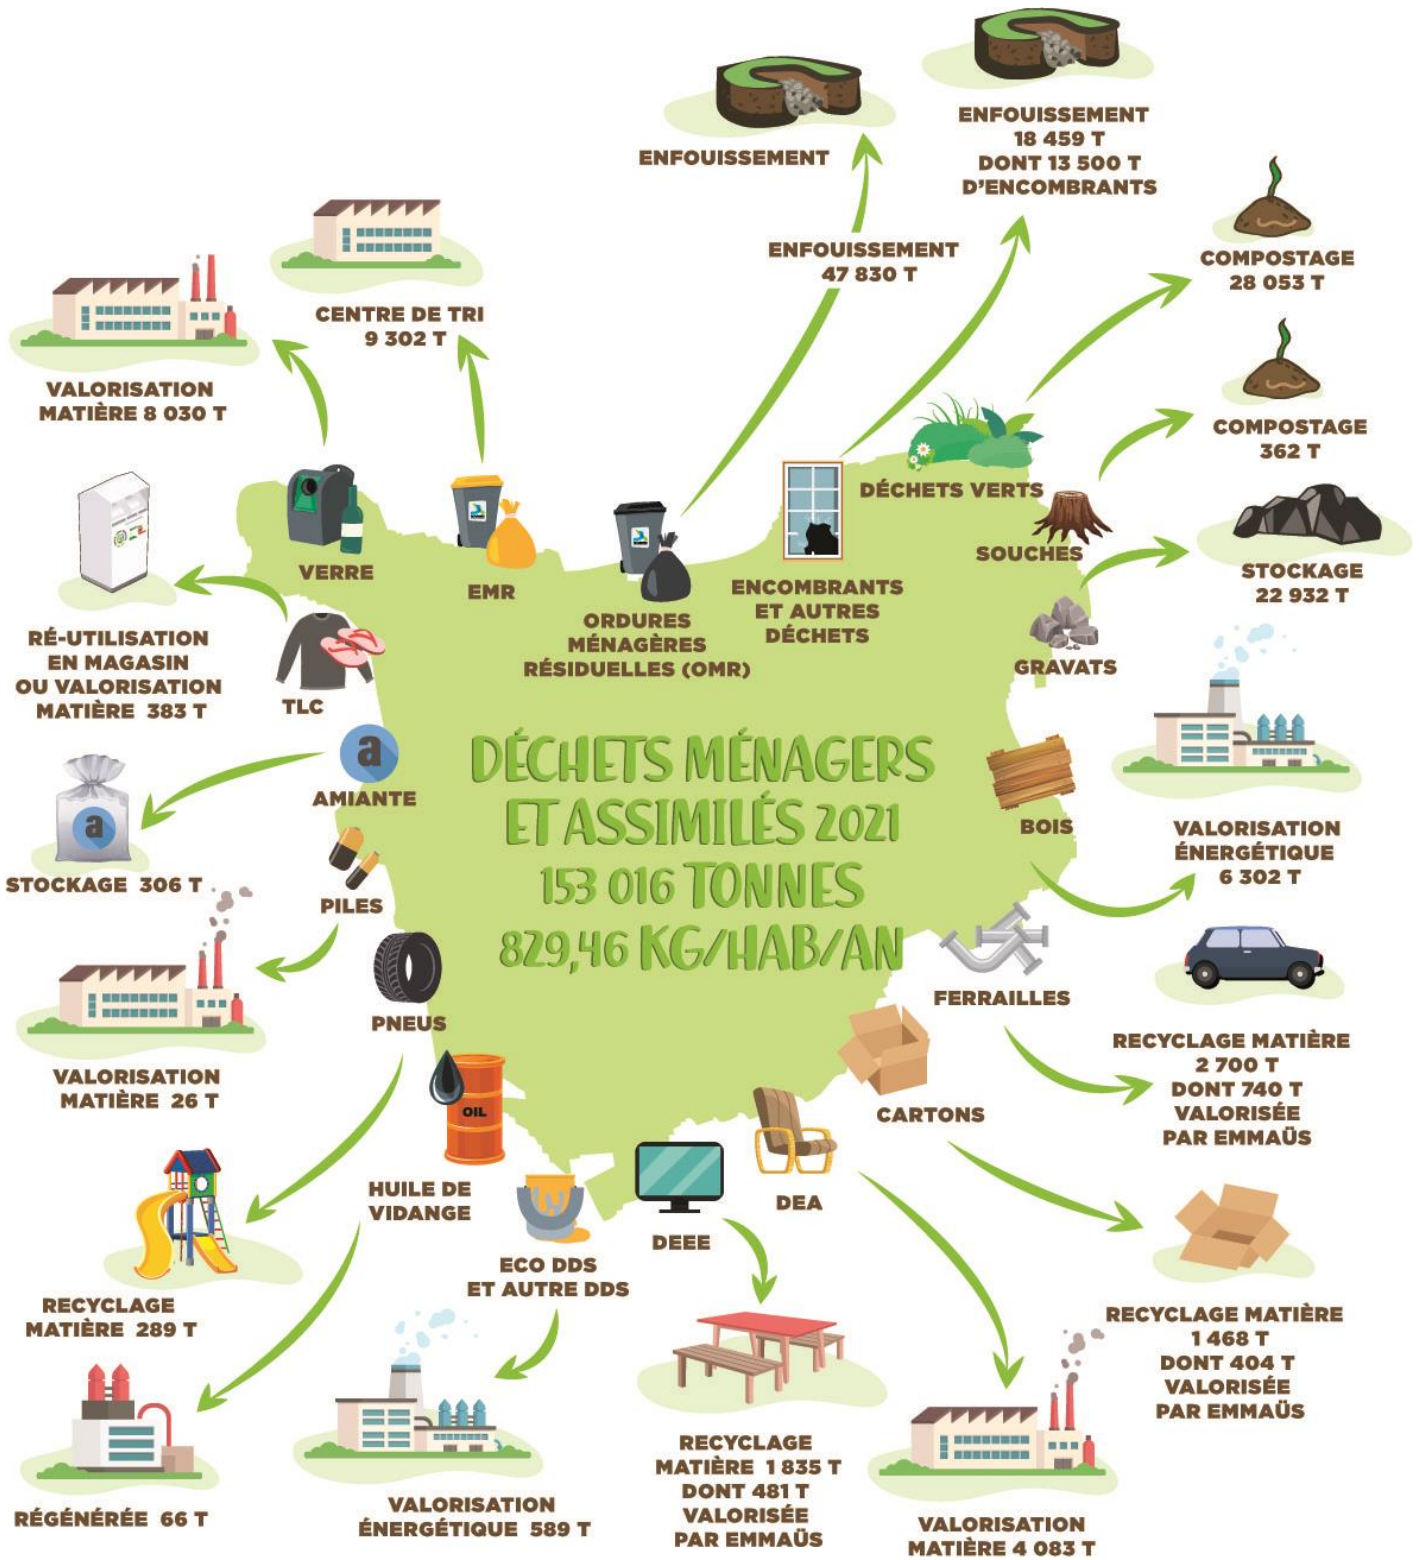 ENFOUISSEMENT
ENFOUISSEMENT
18 459 T
DONT 13 500 T
D'ENCOMBRANTS
ENFOUISSEMENT
47 830 T
COMPOSTAGE
28 053 T
CENTRE DE TRI
9 302 T
VALORISATION
MATIÈRE 8 030 T
COMPOSTAGE
362 T
DÉCHETS VERTS
SOUCHES
STOCKAGE
22 932 T
VERRE
EMR
ORDURES
MÉNAGÈRES
RÉSIDUELLES (OMR)
ENCOMBRANTS
ET AUTRES
DÉCHETS
GRAVATS
RÉ-UTILISATION
EN MAGASIN
OU VALORISATION
MATIÈRE 383 T
TLC
a
AMIANTE
a
STOCKAGE 306 T
DÉCHETS MÉNAGERS
ET ASSIMILÉS 2021
153 016 TONNES
829,46 KG/HAB/AN
BOIS
VALORISATION
ÉNERGÉTIQUE
6 302 T
PILES
VALORISATION
MATIÈRE 26 T
PNEUS
FERRAILLES
RECYCLAGE MATIÈRE
2 700 T
DONT 740 T
VALORISÉE
PAR EMMAÜS
OIL
HUILE DE
VIDANGE
ECO DDS
ET AUTRE DDS
DEEE
DEA
CARTONS
RECYCLAGE
MATIÈRE 289 T
RECYCLAGE MATIÈRE
1 468 T
DONT 404 T
VALORISÉE
PAR EMMAÜS
RÉGÉNÉRÉE 66 T
VALORISATION
ÉNERGÉTIQUE 589 T
RECYCLAGE
MATIÈRE 1 835 T
DONT 481 T
VALORISÉE
PAR EMMAÜS
VALORISATION
MATIÈRE 4 083 T